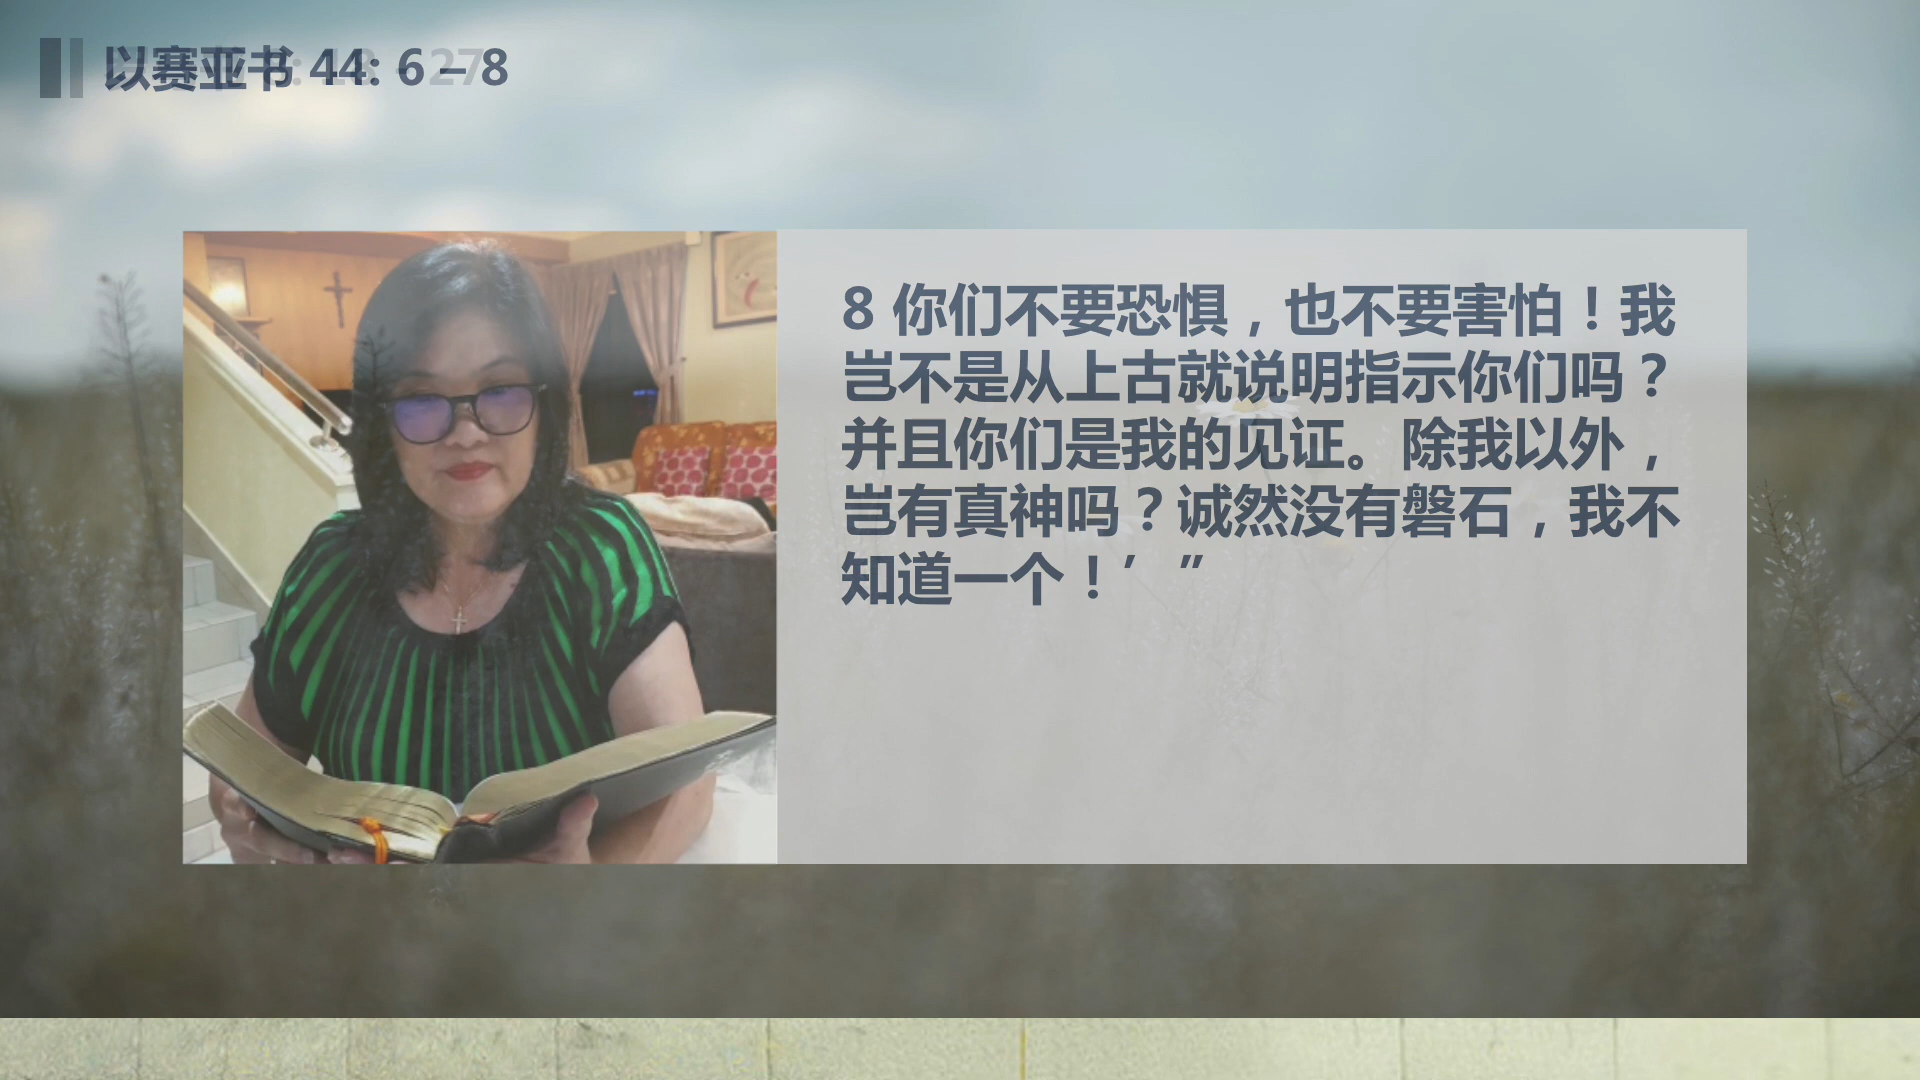 以赛亚书 44: 6 – 8
8 你们不要恐惧，也不要害怕！我
岂不是从上古就说明指示你们吗？
并且你们是我的见证。除我以外，
岂有真神吗？诚然没有磐石，我不
知道一个！’ ”